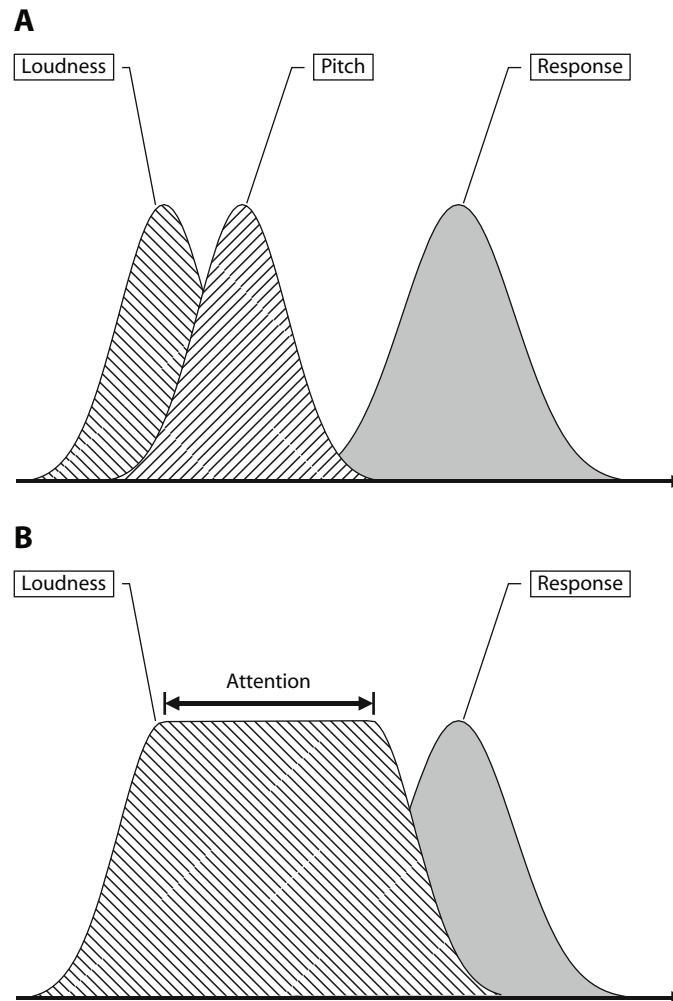 A
Loudness
Pitch
Response
B
Loudness
Response
Attention